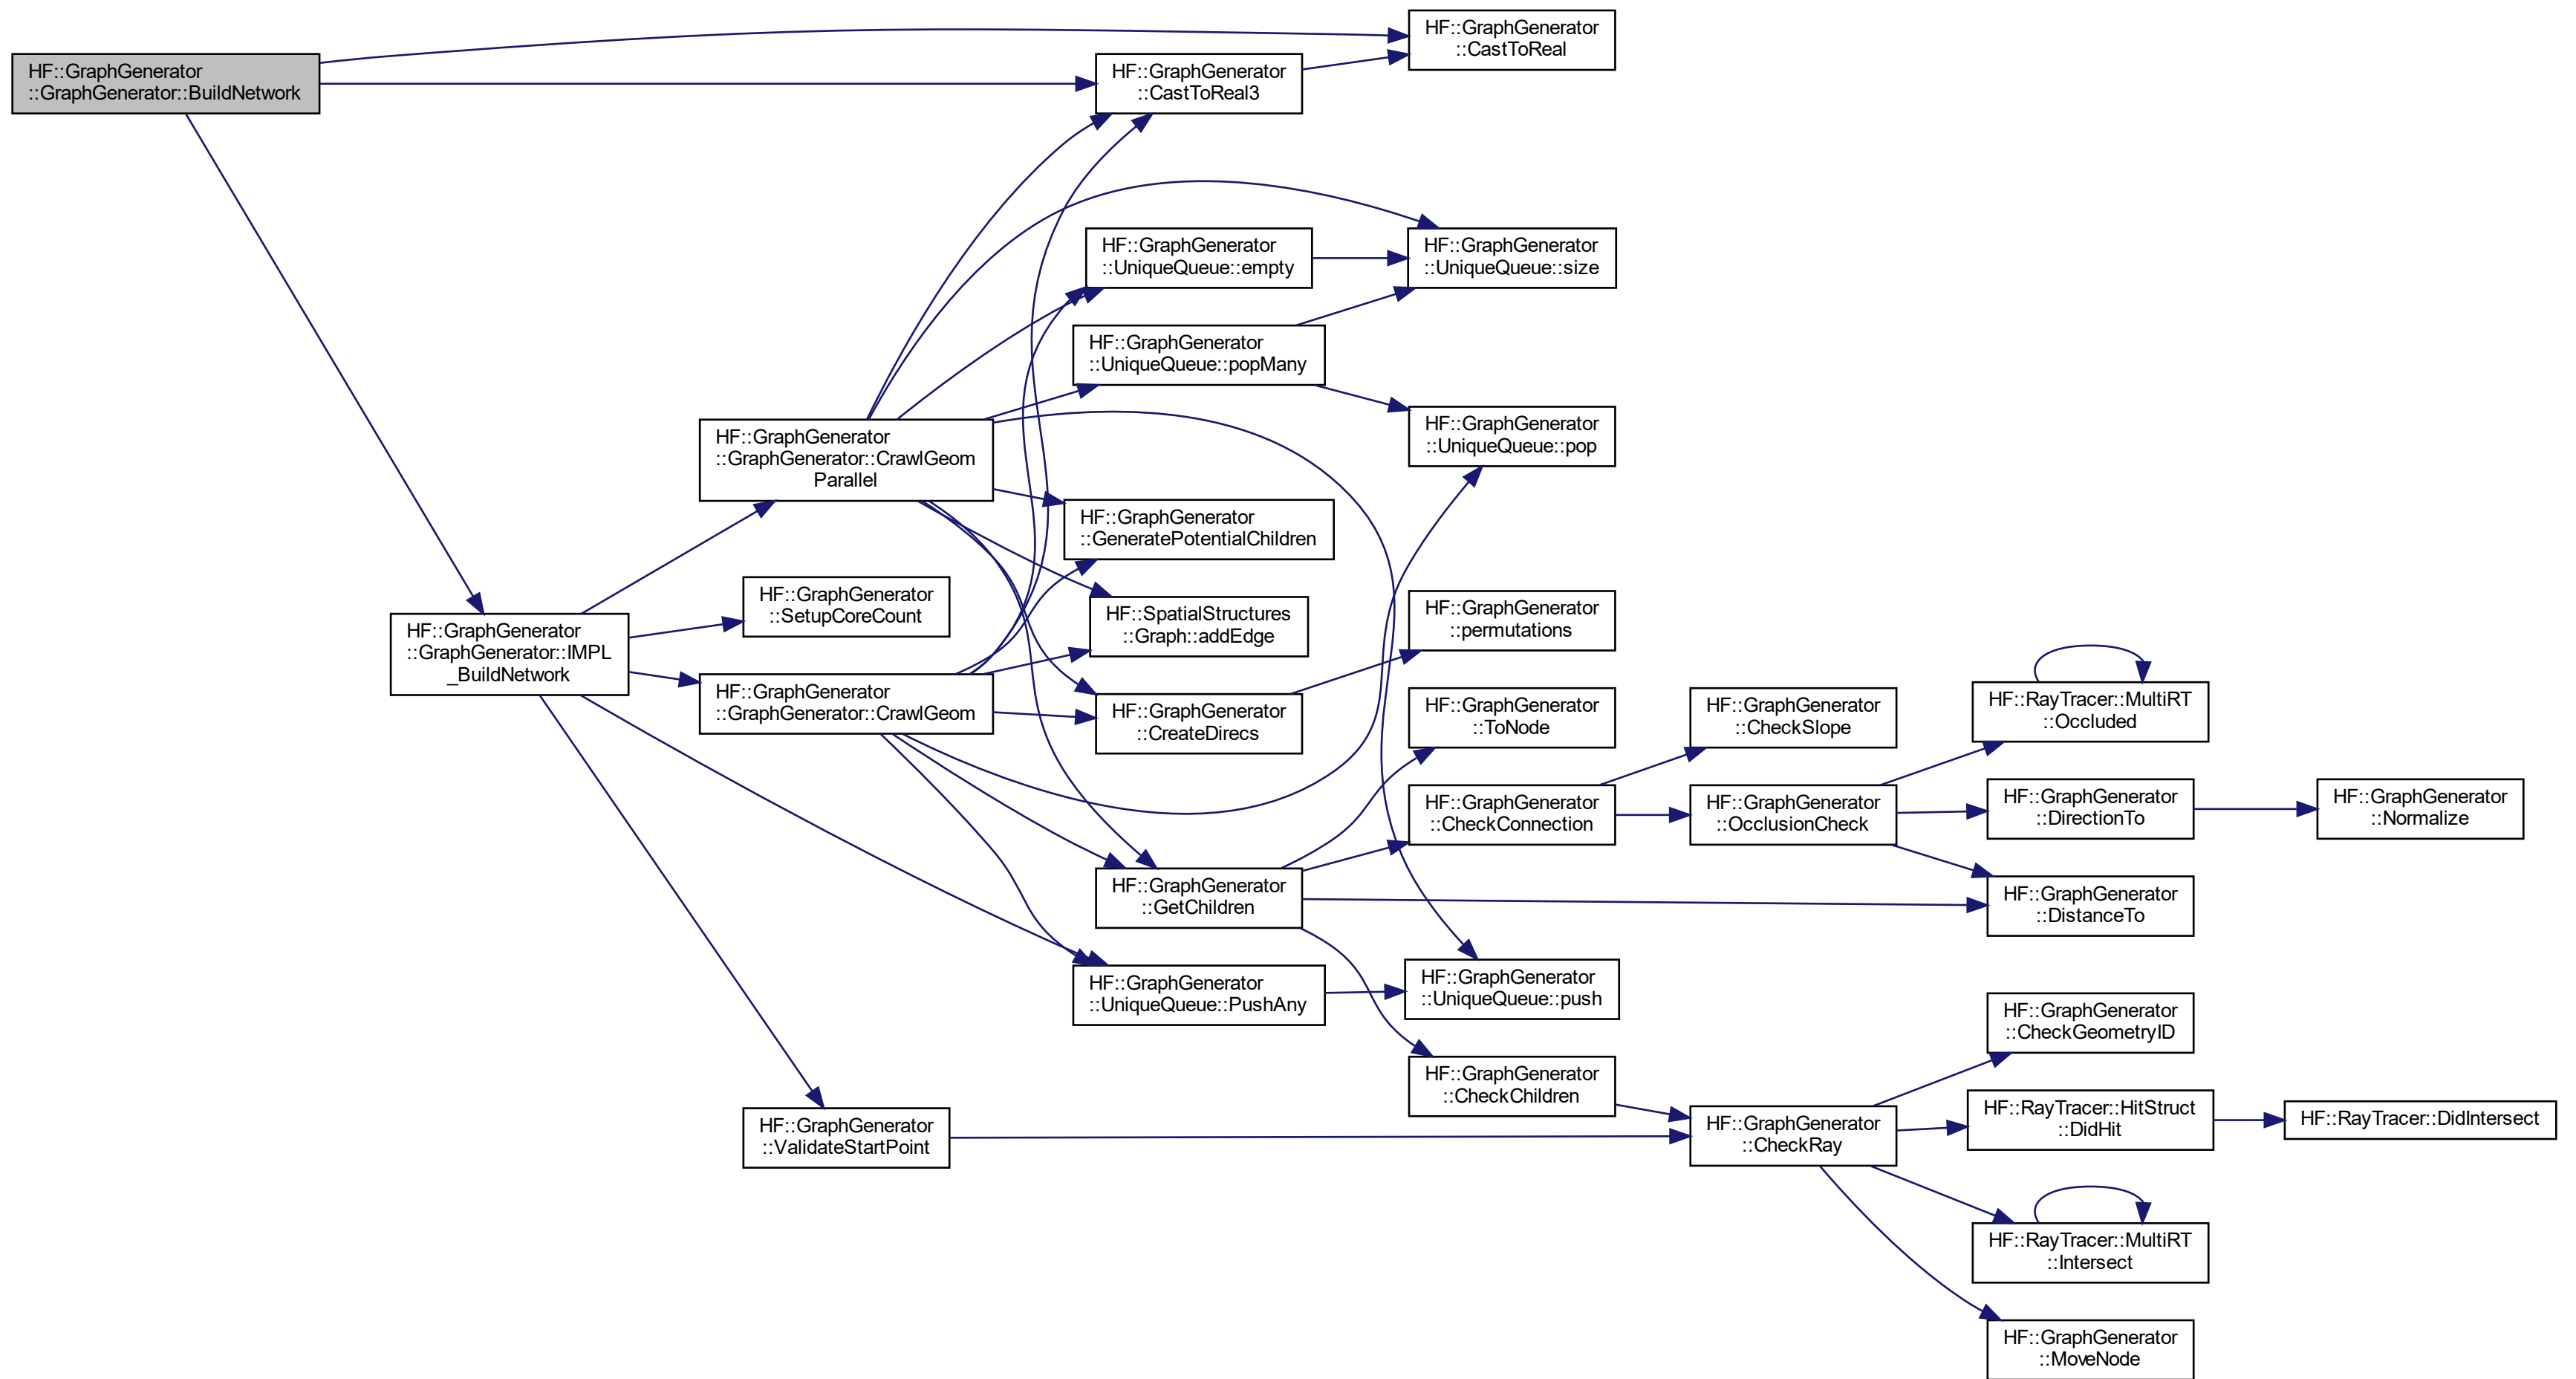 HF::GraphGenerator
::GraphGenerator::BuildNetwork
HF::GraphGenerator
::CastToReal
HF::GraphGenerator
::CastToReal3
HF::GraphGenerator
::UniqueQueue::empty
HF::GraphGenerator
::UniqueQueue::size
HF::GraphGenerator
::UniqueQueue::popMany
HF::GraphGenerator
::UniqueQueue::pop
HF::GraphGenerator
::GraphGenerator::CrawlGeom
Parallel
HF::GraphGenerator
::GeneratePotentialChildren
HF::GraphGenerator
::SetupCoreCount
HF::SpatialStructures
::Graph::addEdge
HF::GraphGenerator
::permutations
HF::GraphGenerator
::GraphGenerator::IMPL
_BuildNetwork
HF::GraphGenerator
::GraphGenerator::CrawlGeom
HF::GraphGenerator
::CreateDirecs
HF::GraphGenerator
::ToNode
HF::GraphGenerator
::CheckSlope
HF::RayTracer::MultiRT
::Occluded
HF::GraphGenerator
::CheckConnection
HF::GraphGenerator
::OcclusionCheck
HF::GraphGenerator
::DirectionTo
HF::GraphGenerator
::Normalize
HF::GraphGenerator
::GetChildren
HF::GraphGenerator
::DistanceTo
HF::GraphGenerator
::UniqueQueue::PushAny
HF::GraphGenerator
::UniqueQueue::push
HF::GraphGenerator
::CheckGeometryID
HF::GraphGenerator
::CheckChildren
HF::GraphGenerator
::ValidateStartPoint
HF::GraphGenerator
::CheckRay
HF::RayTracer::HitStruct
::DidHit
HF::RayTracer::DidIntersect
HF::RayTracer::MultiRT
::Intersect
HF::GraphGenerator
::MoveNode